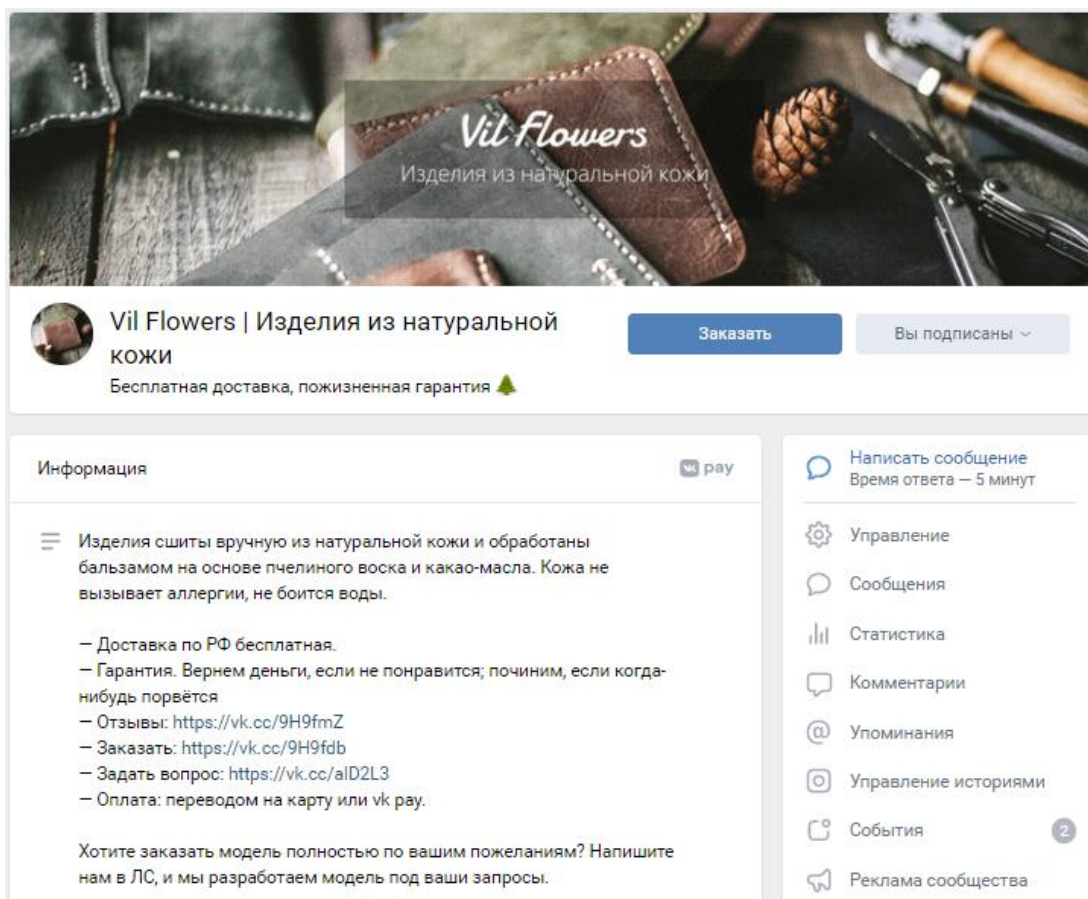 Vil Flowers
Изделия из натуральной кожи
Vil Flowers | Изделия из натуральной
кожи
Бесплатная доставка, пожизненная гарантия 🌲
Заказать
Вы подписаны
Информация
pay
Изделия сшиты вручную из натуральной кожи и обработаны
бальзамом на основе пчелиного воска и какао-масла. Кожа не
вызывает аллергии, не боится воды.
— Доставка по РФ бесплатная.
— Гарантия. Вернем деньги, если не понравится; починим, если когда-
нибудь порвётся
— Отзывы: https://vk.cc/9H9fmZ
— Заказать: https://vk.cc/9H9fdb
— Задать вопрос: https://vk.cc/alD2L3
— Оплата: переводом на карту или vk pay.
Хотите заказать модель полностью по вашим пожеланиям? Напишите
нам в ЛС, и мы разработаем модель под ваши запросы.
Написать сообщение
Время ответа — 5 минут
Управление
Сообщения
Статистика
Комментарии
Упоминания
Управление историями
События 2
Реклама сообщества